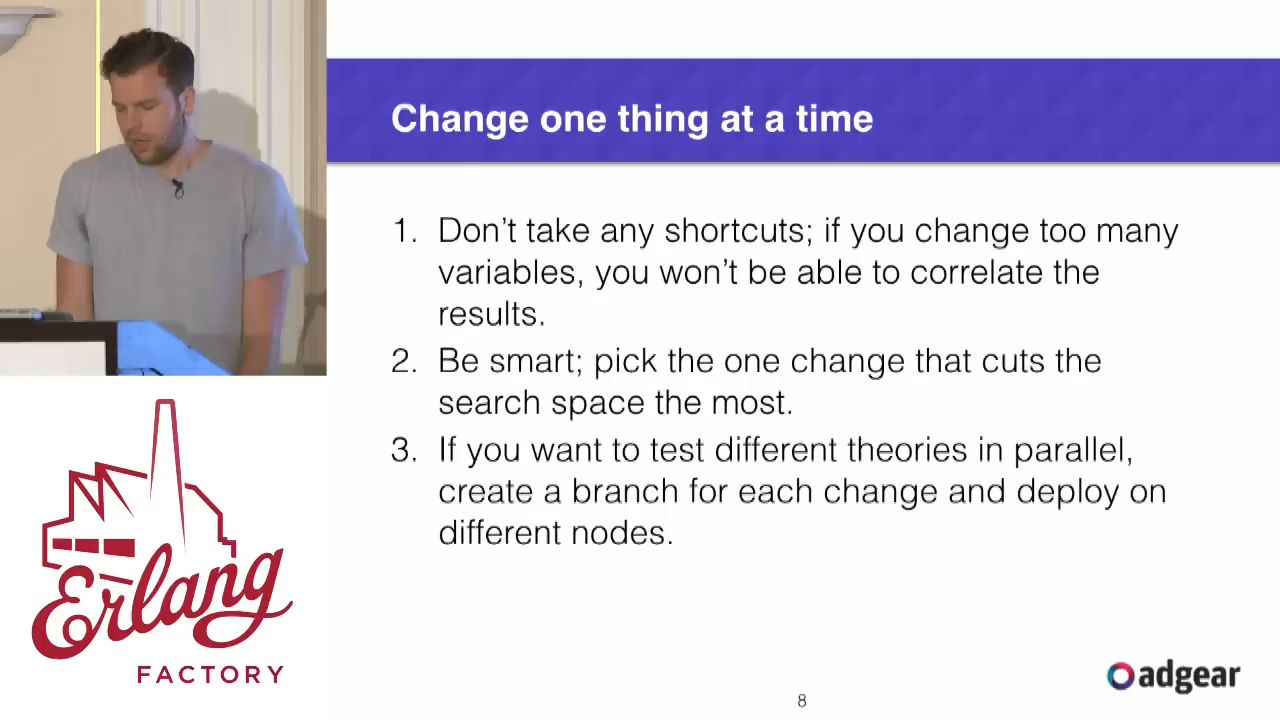 Change one thing at a time
1. Don't take any shortcuts; if you change too many
variables, you won't be able to correlate the
results.
2. Be smart; pick the one change that cuts the
search space the most.
3. If you want to test different theories in parallel,
create a branch for each change and deploy on
different nodes.
Erlang
FACTORY
adgear
8